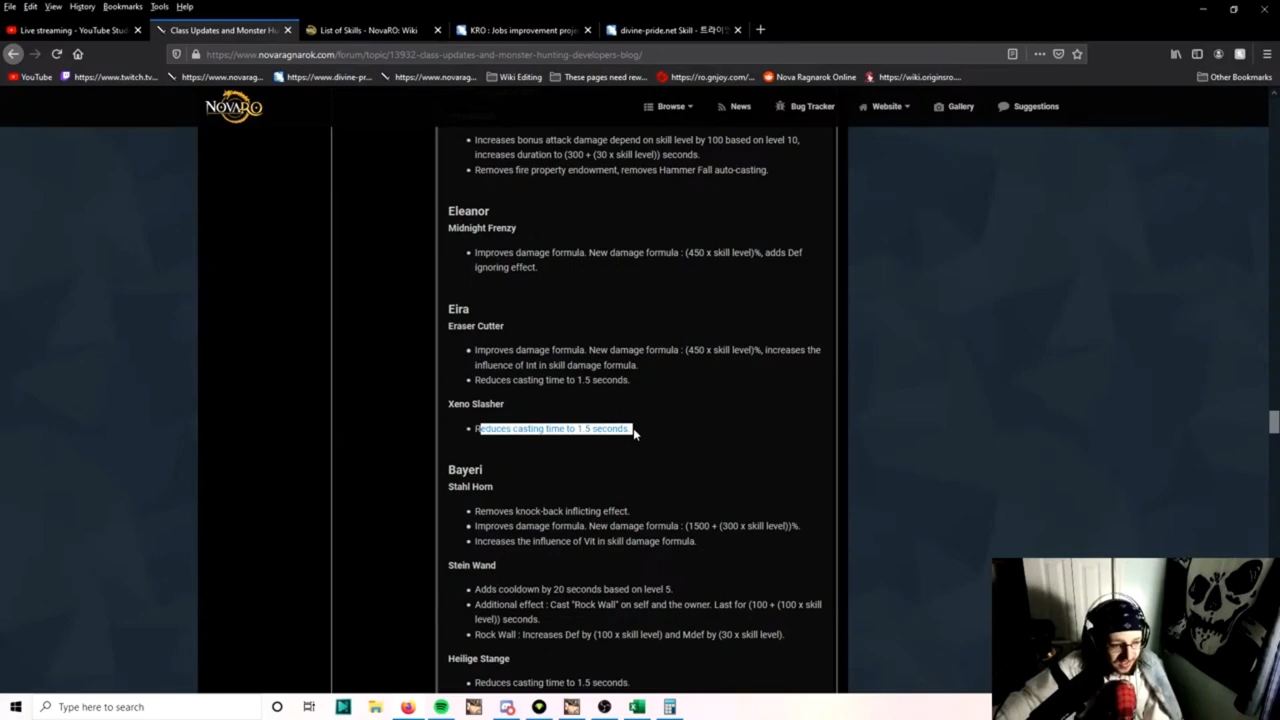 File Edit View History Bookmarks Tools Help
Live streaming - YouTube Stud
Class Updates and Monster H
List of Skills - NovaRO: Wiki
KRO : Jobs improvement proje
divine-pride.net Skill - 트라이앵
https://www.novaragnarok.com/forum/topic/13932-class-updates-and-monster-hunting-developers-blog/
YouTube
https://www.twitch.tv...
https://www.novarag...
https://www.divine-pr...
https://www.novarag...
Wiki Editing
These pages need rew...
https://ro.gnjoy.com/...
Nova Ragnarok Online
https://wiki.originsro....
Other Bookmarks
NOVARO
Browse
News
Bug Tracker
Website
Gallery
Suggestions
• Increases bonus attack damage depend on skill level by 100 based on level 10,
increases duration to (300 + (30 x skill level)) seconds.
• Removes fire property endowment, removes Hammer Fall auto-casting.
Eleanor
Midnight Frenzy
• Improves damage formula. New damage formula : (450 x skill level)%, adds Def
ignoring effect.
Eira
Eraser Cutter
• Improves damage formula. New damage formula : (450 x skill level)%, increases the
influence of Int in skill damage formula.
• Reduces casting time to 1.5 seconds.
Xeno Slasher
• Reduces casting time to 1.5 seconds.
Bayeri
Stahl Horn
• Removes knock-back inflicting effect.
• Improves damage formula. New damage formula : (1500 + (300 x skill level))%.
• Increases the influence of Vit in skill damage formula.
Stein Wand
• Adds cooldown by 20 seconds based on level 5.
• Additional effect : Cast "Rock Wall" on self and the owner. Last for (100 + (100 x skill
level)) seconds.
• Rock Wall : Increases Def by (100 x skill level) and Mdef by (30 x skill level).
Heilige Stange
• Reduces casting time to 1.5 seconds.
Type here to search